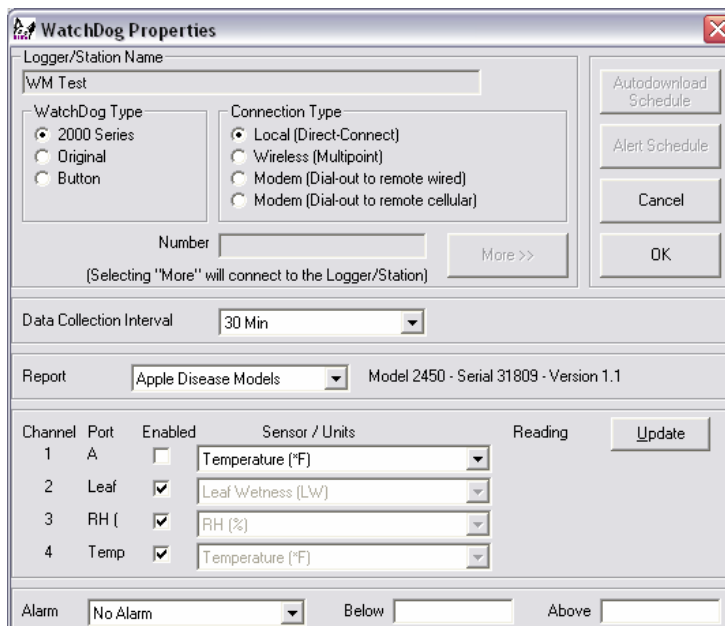 WatchDog Properties
Logger/Station Name
WM Test
WatchDog Type
2000 Series
Original
Button
Connection Type
Local (Direct-Connect)
Wireless (Multipoint)
Modem (Dial-out to remote wired)
Modem (Dial-out to remote cellular)
Number
More >>
(Selecting "More" will connect to the Logger/Station)
Autodownload Schedule
Alert Schedule
Cancel
OK
Data Collection Interval 30 Min
Report Apple Disease Models Model 2450 - Serial 31809 - Version 1.1
Channel Port Enabled Sensor / Units Reading Update
1 A Temperature (*F)
2 Leaf Leaf Wetness (LW)
3 RH ( RH (%)
4 Temp Temperature (*F)
Alarm No Alarm Below Above